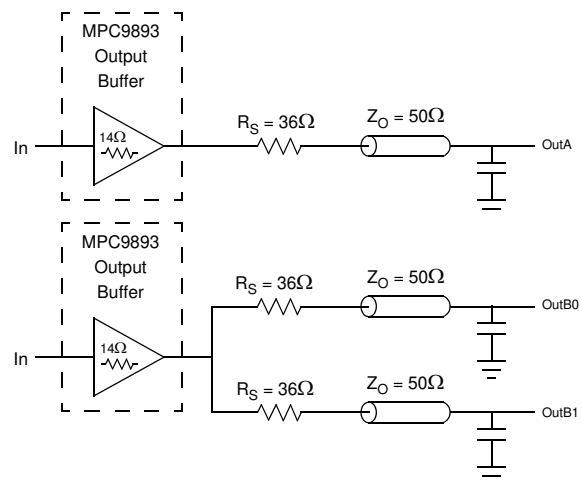 MPC9893
Output
Buffer
14Ω
In
R_S = 36Ω
Z_O = 50Ω
OutA
MPC9893
Output
Buffer
14Ω
In
R_S = 36Ω
Z_O = 50Ω
OutB0
R_S = 36Ω
Z_O = 50Ω
OutB1